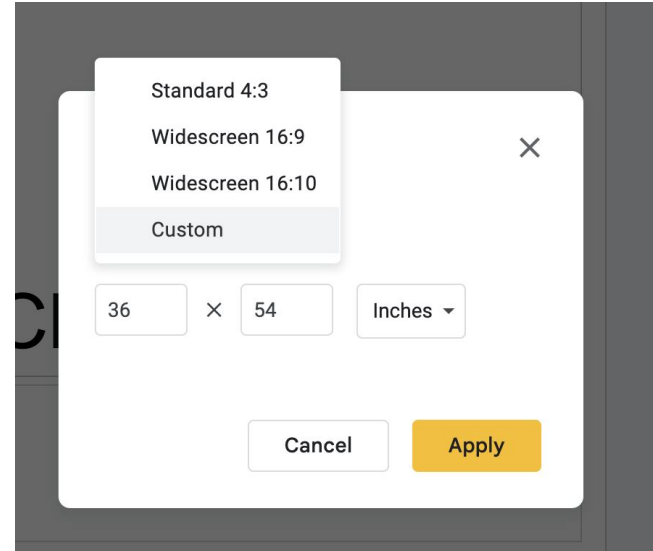 Standard 4:3
Widescreen 16:9
Widescreen 16:10
Custom
36 × 54 Inches
Cancel Apply